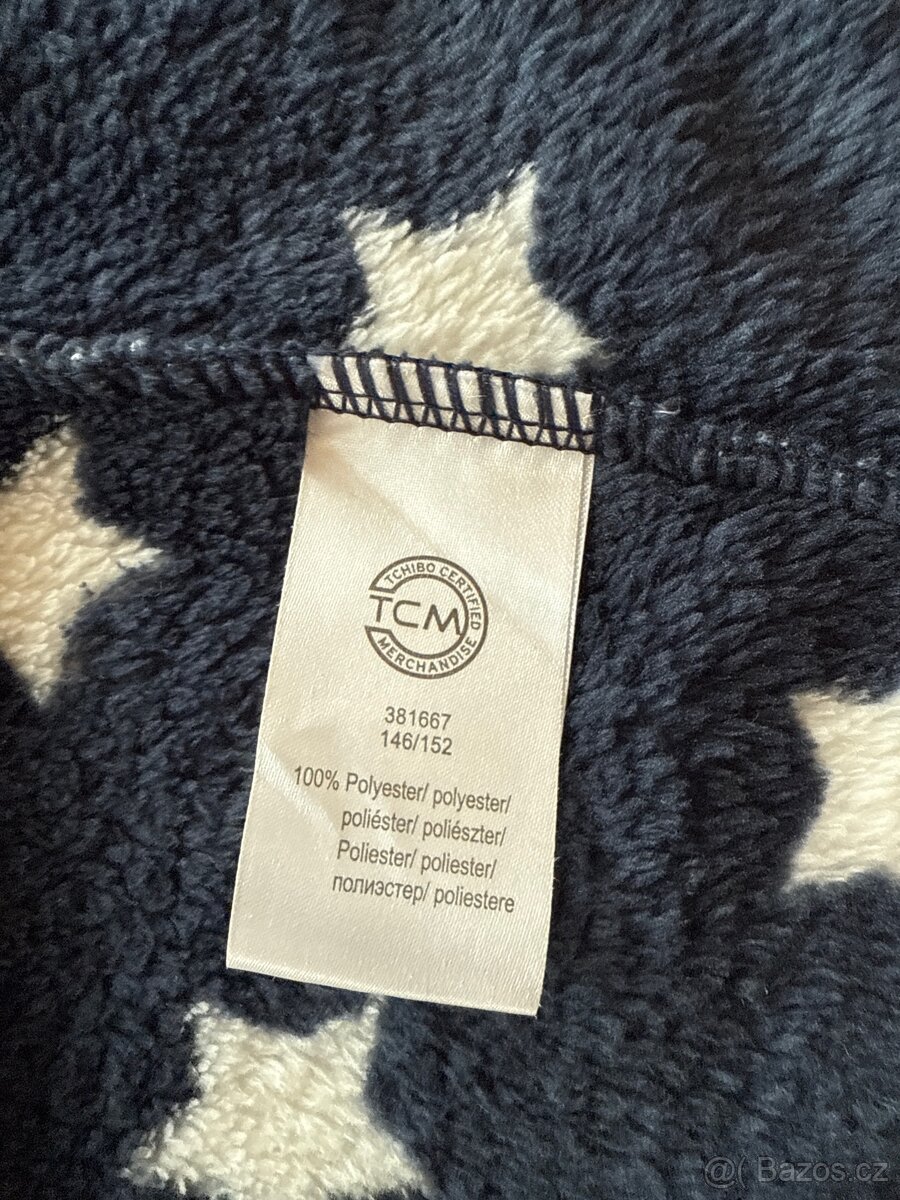 TCHIBO CERTIFIED
TCM
MERCHANDISE
381667
146/152
100% Polyester/ polyester/
poliéster/ poliészter/
Poliester/ poliester/
полиэстер/ poliestere
@( Bazos.cz